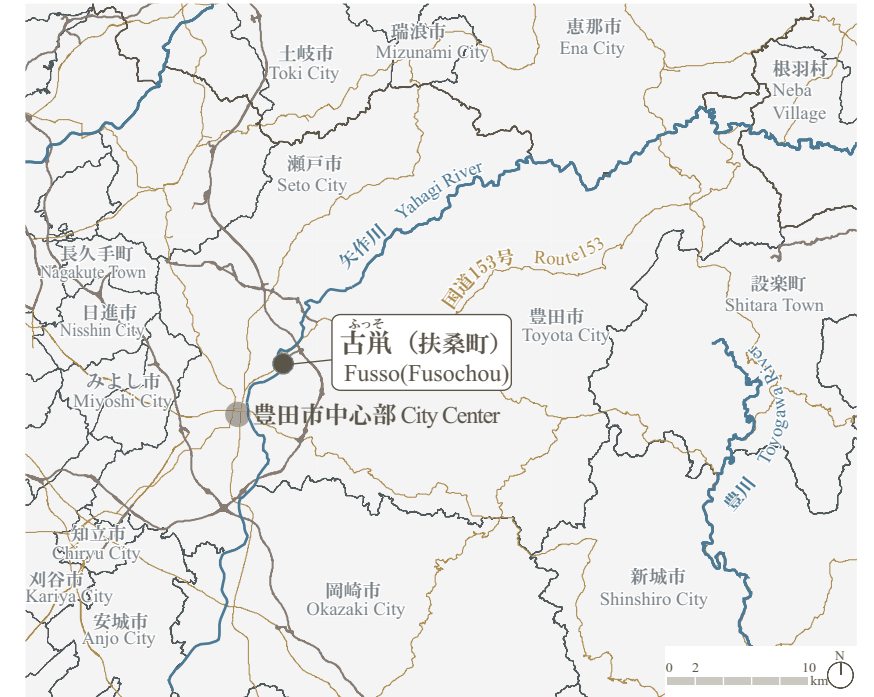 恵那市
Ena City
瑞浪市
Mizunami City
土岐市
Toki City
根羽村
Neba
Village
瀬戸市
Seto City
矢作川 Yahagi River
長久手町
Nagakute Town
国道153号 Route153
設楽町
Shitara Town
日進市
Nisshin City
豊田市
Toyota City
ふっそ
古鼡（扶桑町）
Fusso(Fusochou)
みよし市
Miyoshi City
豊田市中心部 City Center
豊川 Toyogawa River
知立市
Chiryu City
刈谷市
Kariya City
安城市
Anjo City
岡崎市
Okazaki City
新城市
Shinshiro City
0 2 10
km
N